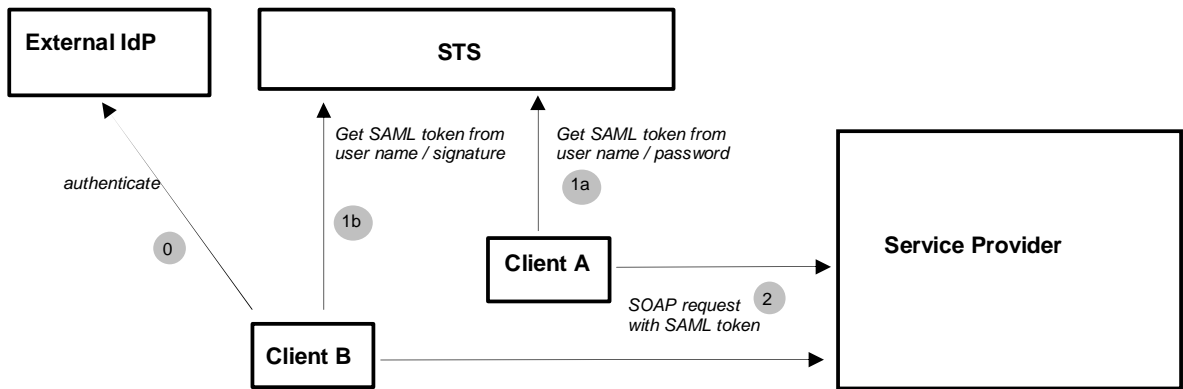 External IdP
STS
Get SAML token from
user name / signature
Get SAML token from
user name / password
authenticate
1a
1b
0
Client A
Service Provider
SOAP request
with SAML token
2
Client B